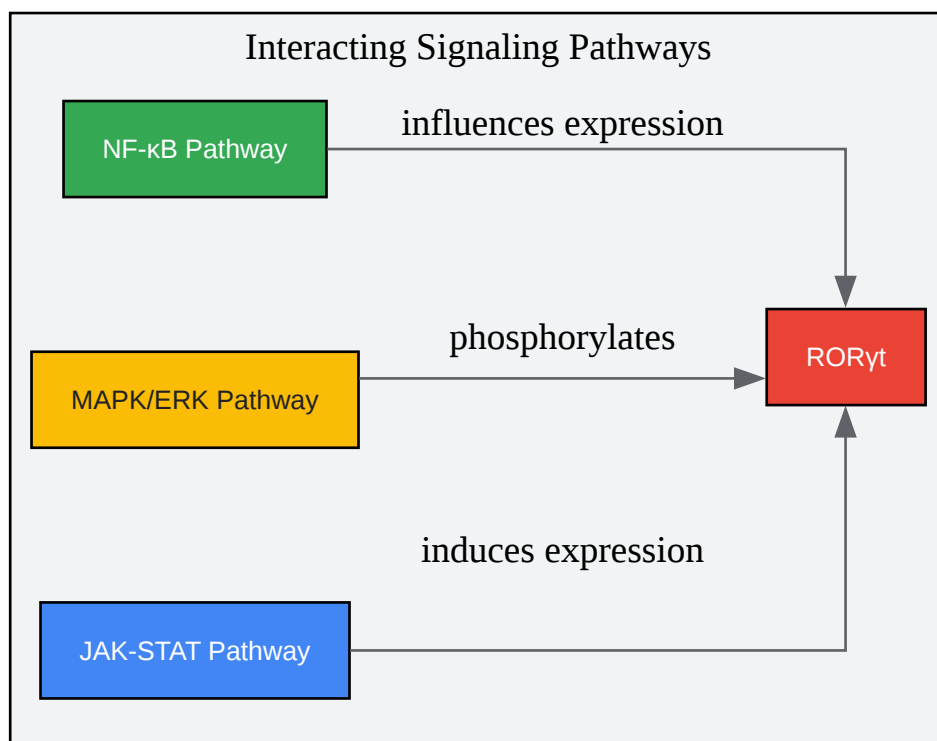 Interacting Signaling Pathways
NF-κB Pathway
influences expression
phosphorylates
RORγt
MAPK/ERK Pathway
induces expression
JAK-STAT Pathway